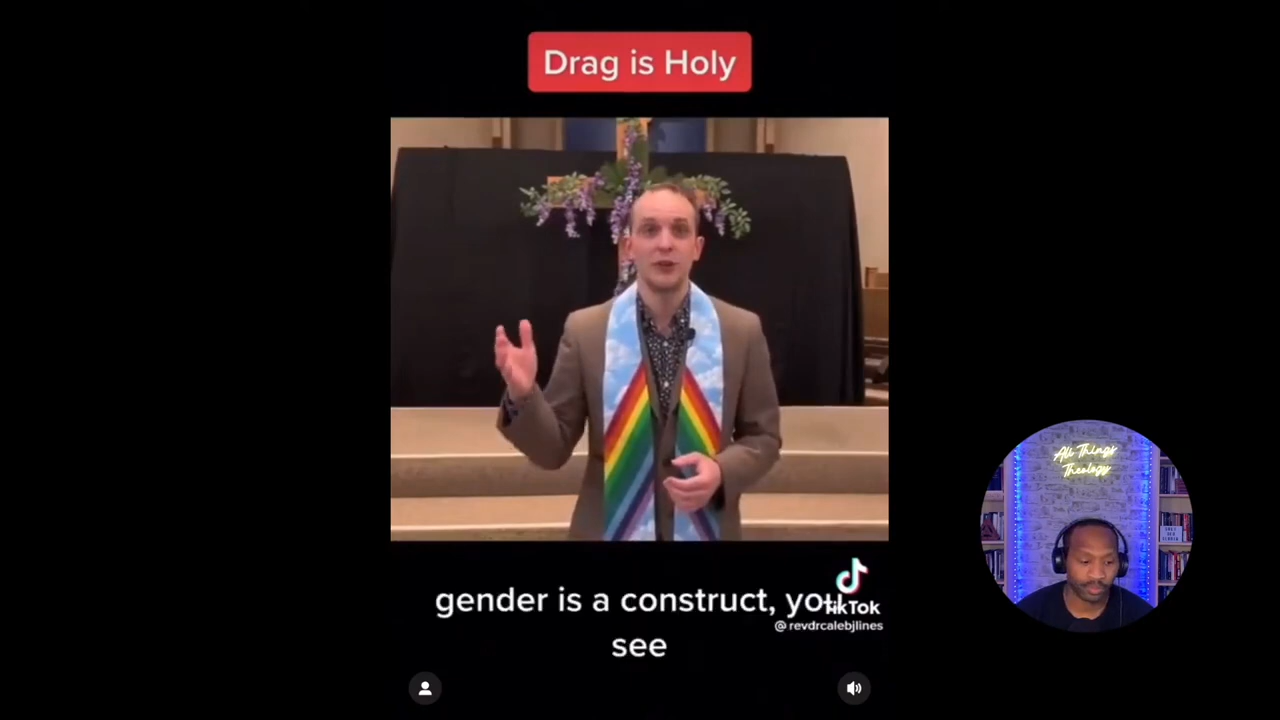 Drag is Holy
gender is a construct, you
see
TikTok
@ revdrcalebjlines
All Things
Theology